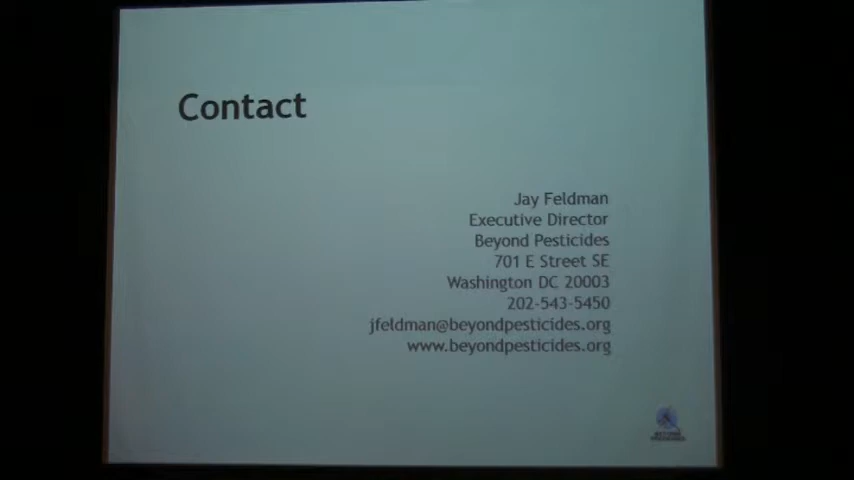 Contact
Jay Feldman
Executive Director
Beyond Pesticides
701 E Street SE
Washington DC 20003
202-543-5450
jfeldman@beyondpesticides.org
www.beyondpesticides.org